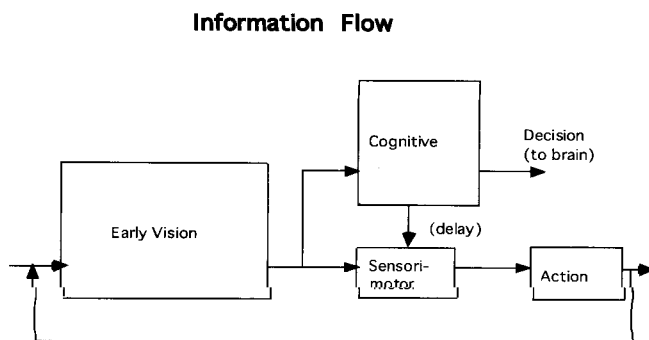 Information Flow
Cognitive
Decision
(to brain)
Early Vision
(delay)
Sensori-
motor
Action